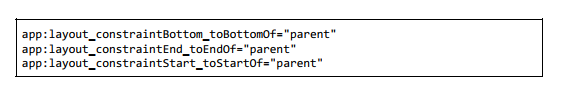 app:layout_constraintBottom_toBottomOf="parent"
app:layout_constraintEnd_toEndOf="parent"
app:layout_constraintStart_toStartOf="parent"